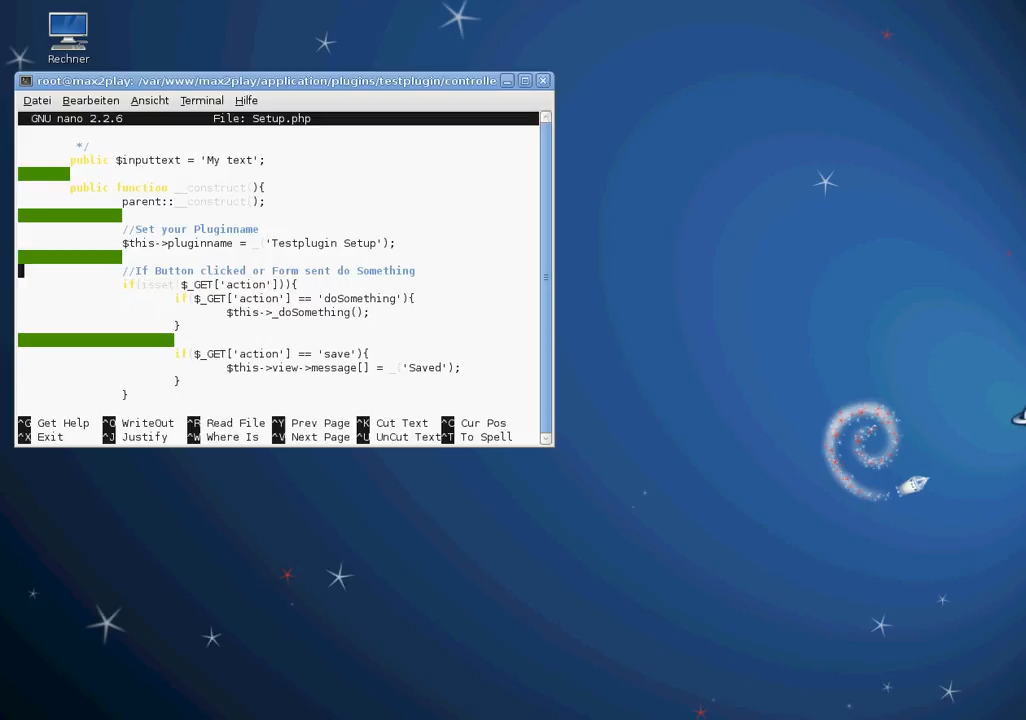 Rechner
root@max2play: /var/www/max2play/application/plugins/testplugin/controlle
Datei Bearbeiten Ansicht Terminal Hilfe
GNU nano 2.2.6 File: Setup.php
*/
public $inputtext = 'My text';
public function __construct(){
parent::__construct();
//Set your Pluginname
$this->pluginname = _('Testplugin Setup');
//If Button clicked or Form sent do Something
if(isset($_GET['action'])){
if($_GET['action'] == 'doSomething'){
$this->_doSomething();
}
if($_GET['action'] == 'save'){
$this->view->message[] = _('Saved');
}
}
^G Get Help ^O WriteOut ^R Read File ^Y Prev Page ^K Cut Text ^C Cur Pos
^X Exit ^J Justify ^W Where Is ^V Next Page ^U UnCut Text ^T To Spell